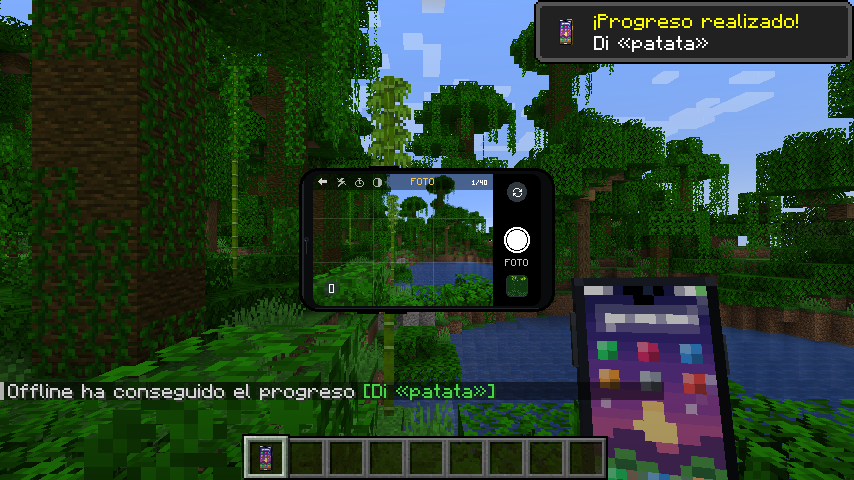 ¡Progreso realizado!
Di «patata»
FOTO
1/40
FOTO
Offline ha conseguido el progreso [Di «patata»]